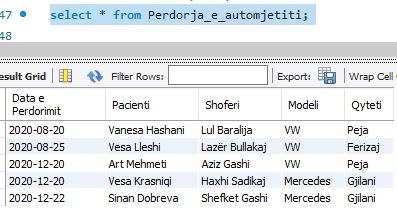 47 select * from Perdorja_e_automjetiti;
48
esult Grid Filter Rows: Export: Wrap Cell C
Data e Perdorimit Pacienti Shoferi Modeli Qyteti
2020-08-20 Vanesa Hashani Lul Baralija VW Peja
2020-08-25 Vesa Lleshi Lazër Bullakaj VW Ferizaj
2020-12-20 Art Mehmeti Aziz Gashi VW Peja
2020-12-20 Vesa Krasniqi Haxhi Sadikaj Mercedes Gjilani
2020-12-22 Sinan Dobreva Shefket Gashi Mercedes Gjilani